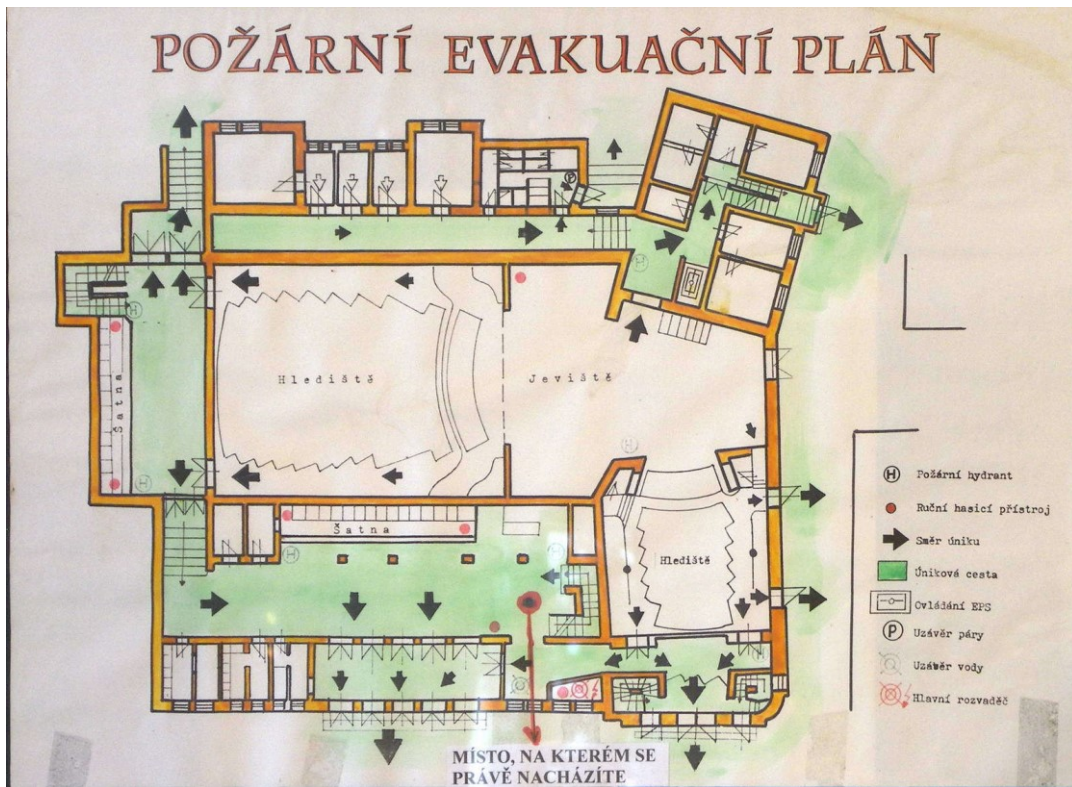 POŽÁRNÍ EVAKUAČNÍ PLÁN
P
H
H
Šatna
Hlediště
Jeviště
H
H
Šatna
H
H
Hlediště
H
H Požární hydrant
Ruční hasicí přístroj
Směr úniku
Úniková cesta
Ovládání EPS
P Uzávěr páry
Uzávěr vody
Hlavní rozvaděč
MÍSTO, NA KTERÉM SE
PRÁVĚ NACHÁZÍTE